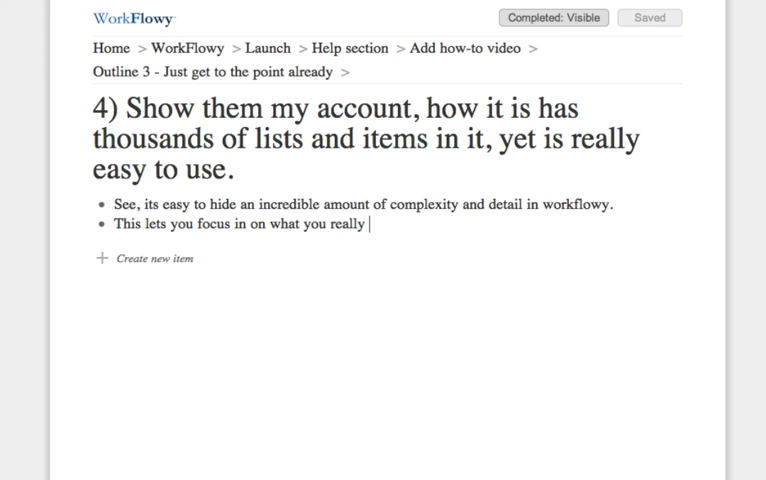 WorkFlowy
Completed: Visible
Saved
Home > WorkFlowy > Launch > Help section > Add how-to video >
Outline 3 - Just get to the point already >
4) Show them my account, how it is has
thousands of lists and items in it, yet is really
easy to use.
• See, its easy to hide an incredible amount of complexity and detail in workflowy.
• This lets you focus in on what you really
+ Create new item